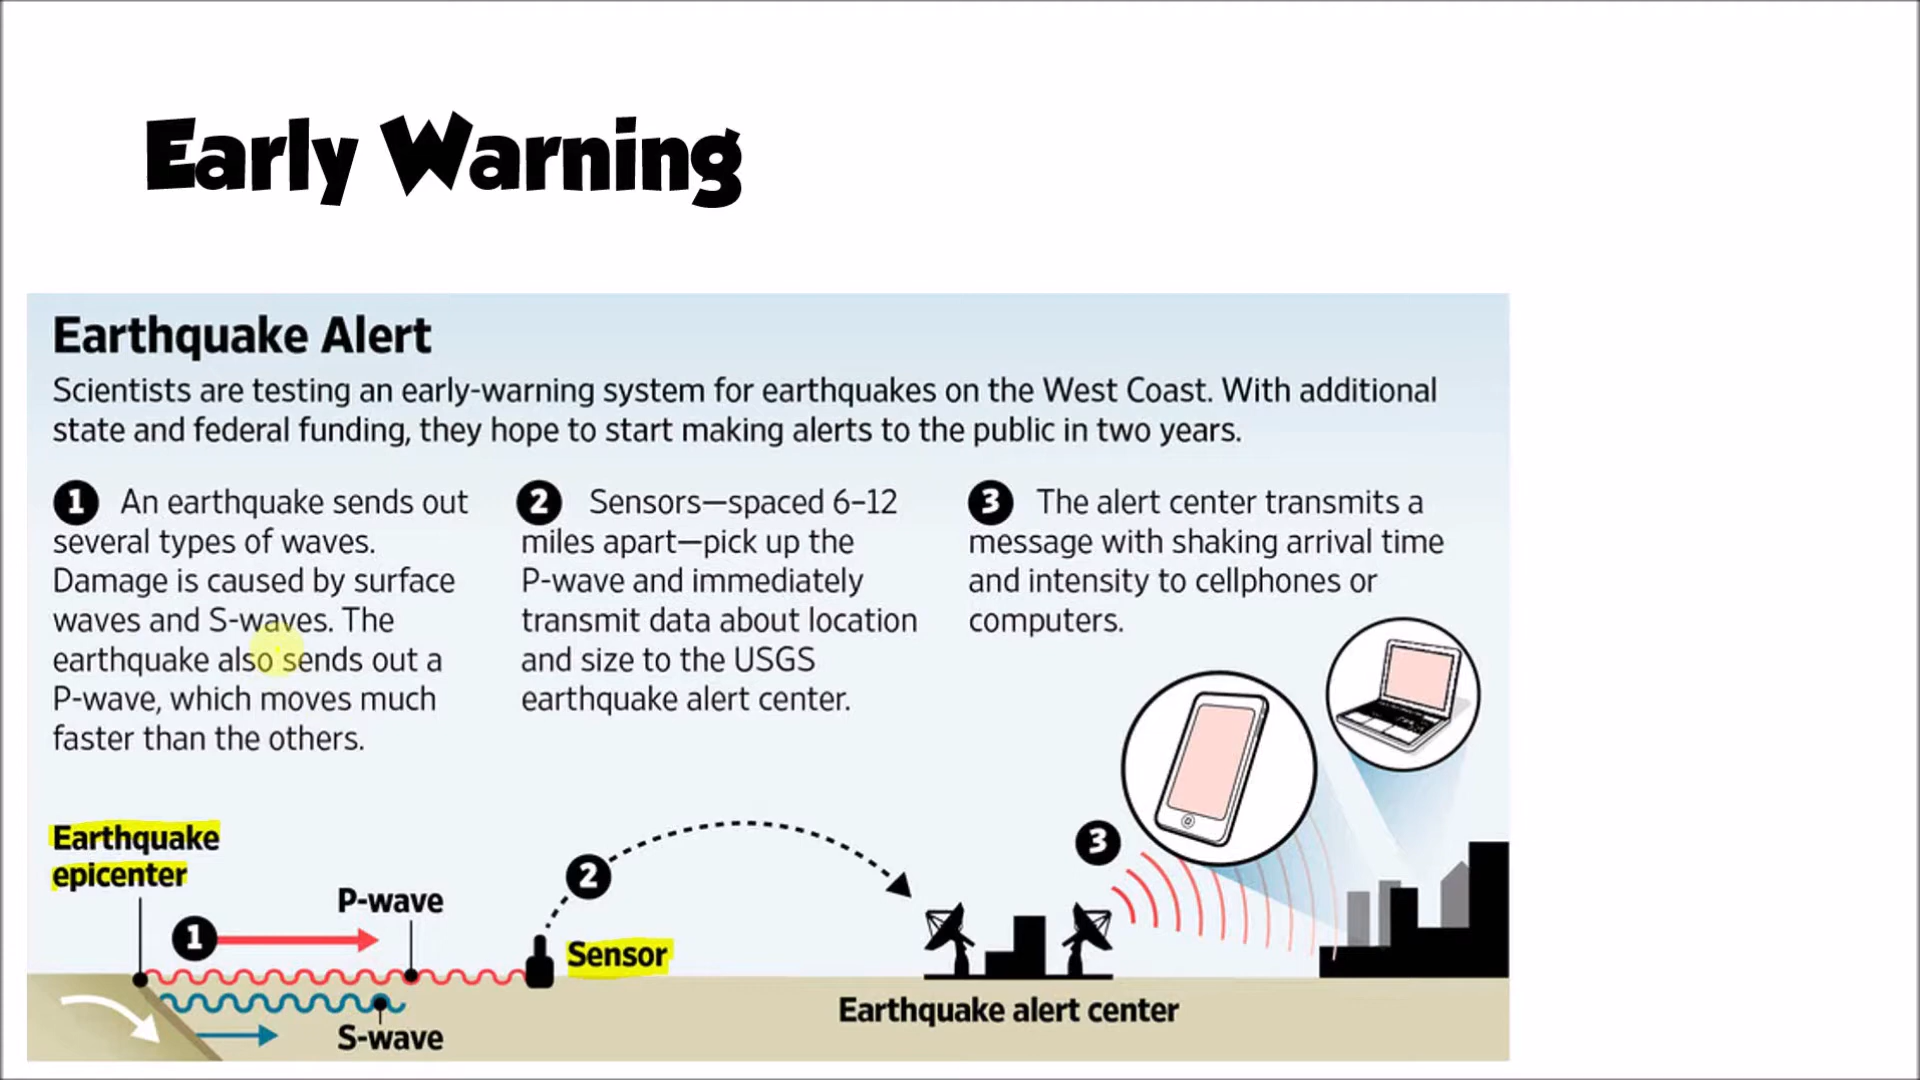 Early Warning
Earthquake Alert
Scientists are testing an early-warning system for earthquakes on the West Coast. With additional
state and federal funding, they hope to start making alerts to the public in two years.
1 An earthquake sends out
several types of waves.
Damage is caused by surface
waves and S-waves. The
earthquake also sends out a
P-wave, which moves much
faster than the others.
2 Sensors—spaced 6–12
miles apart—pick up the
P-wave and immediately
transmit data about location
and size to the USGS
earthquake alert center.
3 The alert center transmits a
message with shaking arrival time
and intensity to cellphones or
computers.
Earthquake
epicenter
1
P-wave
S-wave
2
Sensor
3
Earthquake alert center